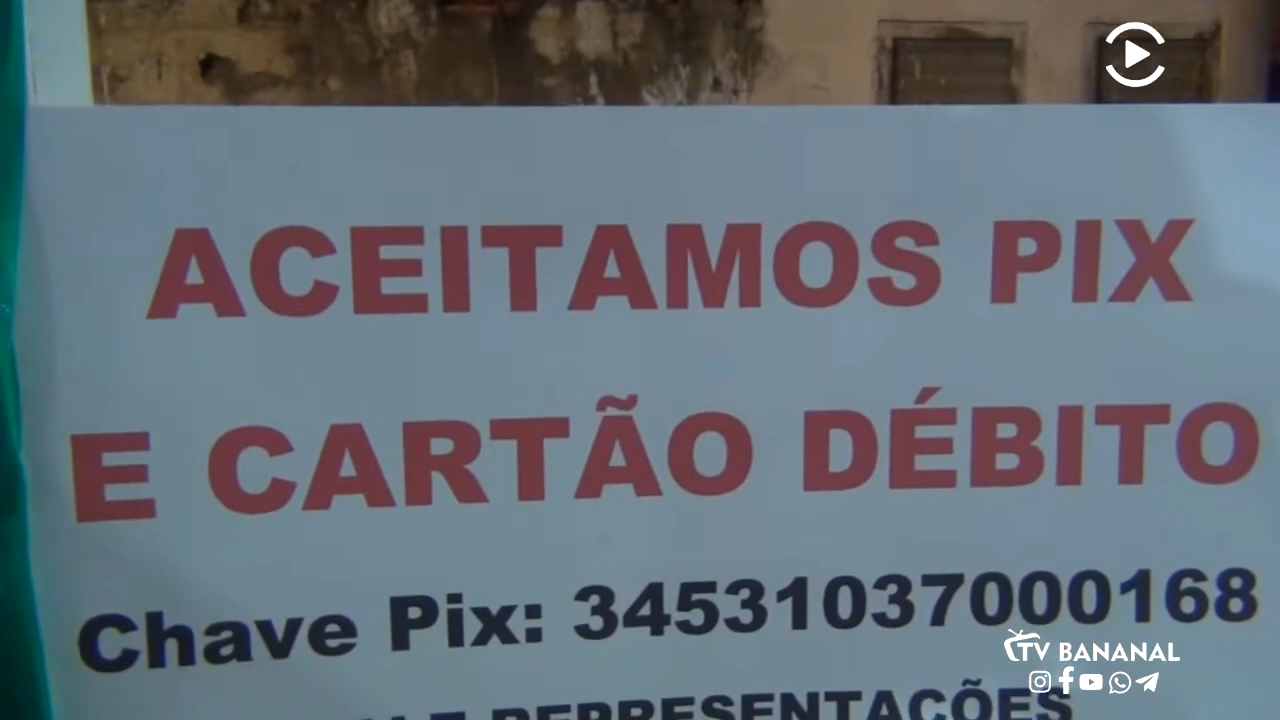 ACEITAMOS PIX
E CARTÃO DÉBITO
Chave Pix: 34531037000168
TV BANANAL
REPRESENTAÇÕES